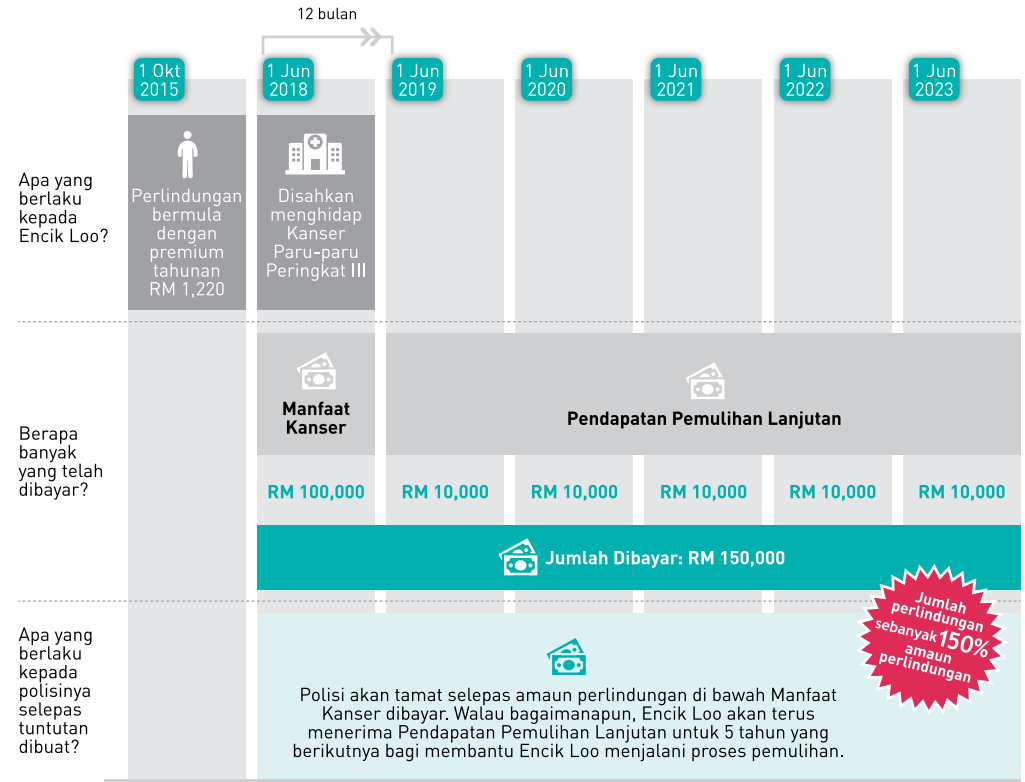 12 bulan
1 Okt
2015
1 Jun
2018
1 Jun
2019
1 Jun
2020
1 Jun
2021
1 Jun
2022
1 Jun
2023
Apa yang
berlaku
kepada
Encik Loo?
Perlindungan
bermula
dengan
premium
tahunan
RM 1,220
Disahkan
menghidap
Kanser
Paru-paru
Peringkat III
Berapa
banyak
yang telah
dibayar?
Manfaat
Kanser
Pendapatan Pemulihan Lanjutan
RM 100,000
RM 10,000
RM 10,000
RM 10,000
RM 10,000
RM 10,000
Jumlah Dibayar: RM 150,000
Jumlah
perlindungan
sebanyak 150%
amaun
perlindungan
Apa yang
berlaku
kepada
polisinya
selepas
tuntutan
dibuat?
Polisi akan tamat selepas amaun perlindungan di bawah Manfaat
Kanser dibayar. Walau bagaimanapun, Encik Loo akan terus
menerima Pendapatan Pemulihan Lanjutan untuk 5 tahun yang
berikutnya bagi membantu Encik Loo menjalani proses pemulihan.